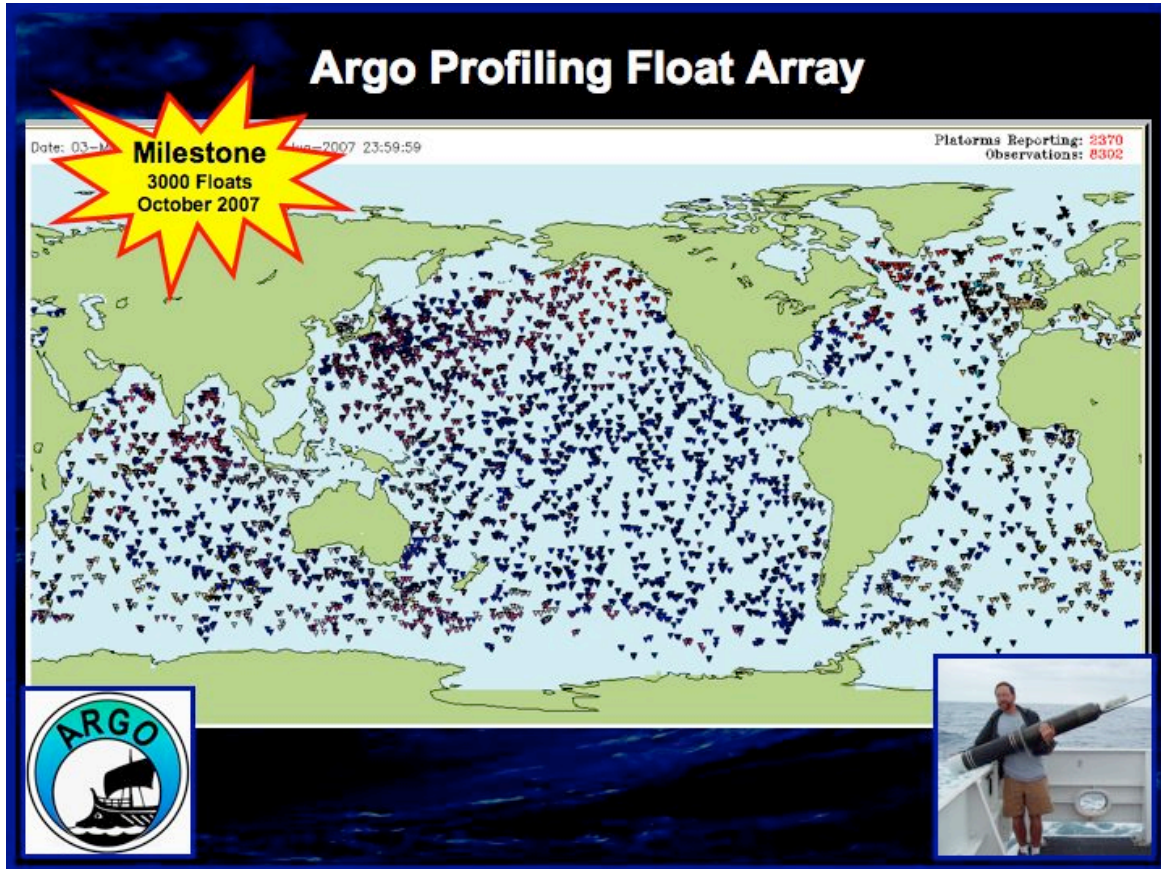 Argo Profiling Float Array
Date: 03-M
-2007 23:59:59
Platorms Reporting: 2370
Observations: 8302
Milestone
3000 Floats
October 2007
ARGO